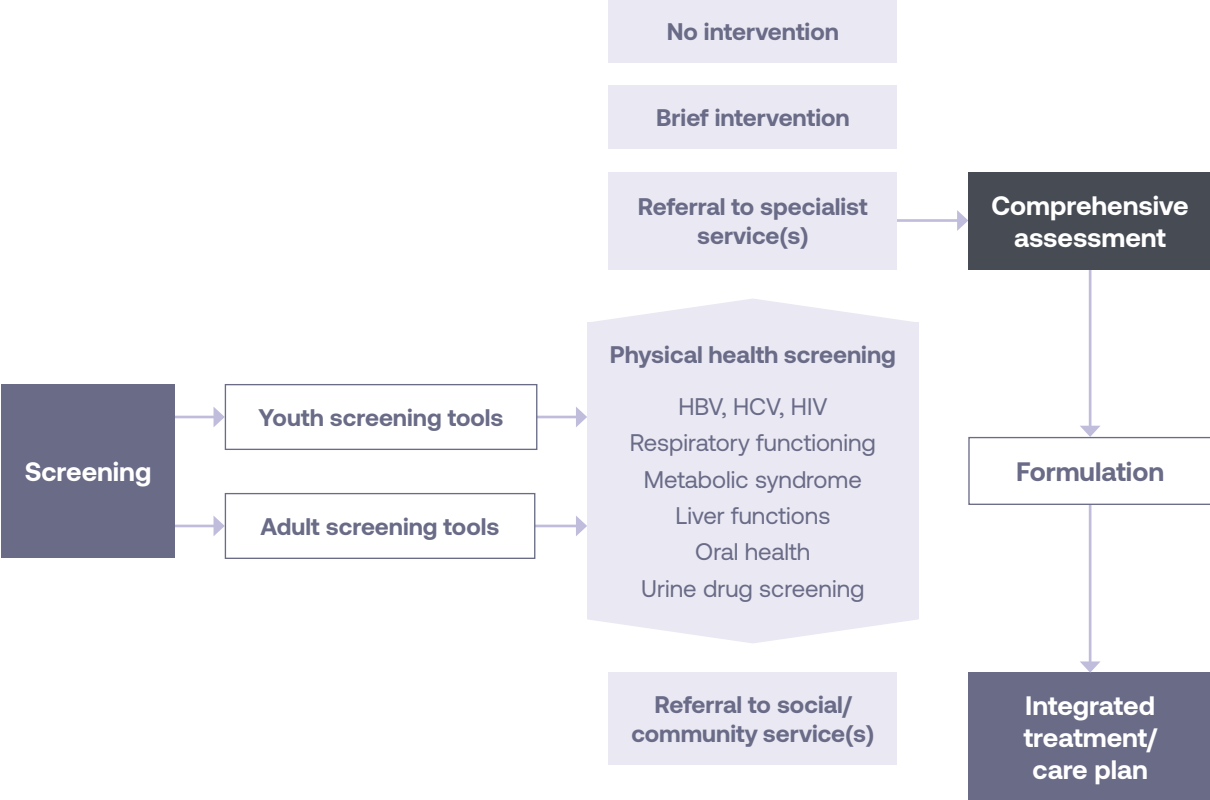 No intervention
Brief intervention
Referral to specialist
service(s)
Comprehensive
assessment
Screening
Youth screening tools
Adult screening tools
Physical health screening
HBV, HCV, HIV
Respiratory functioning
Metabolic syndrome
Liver functions
Oral health
Urine drug screening
Formulation
Referral to social/
community service(s)
Integrated
treatment/
care plan